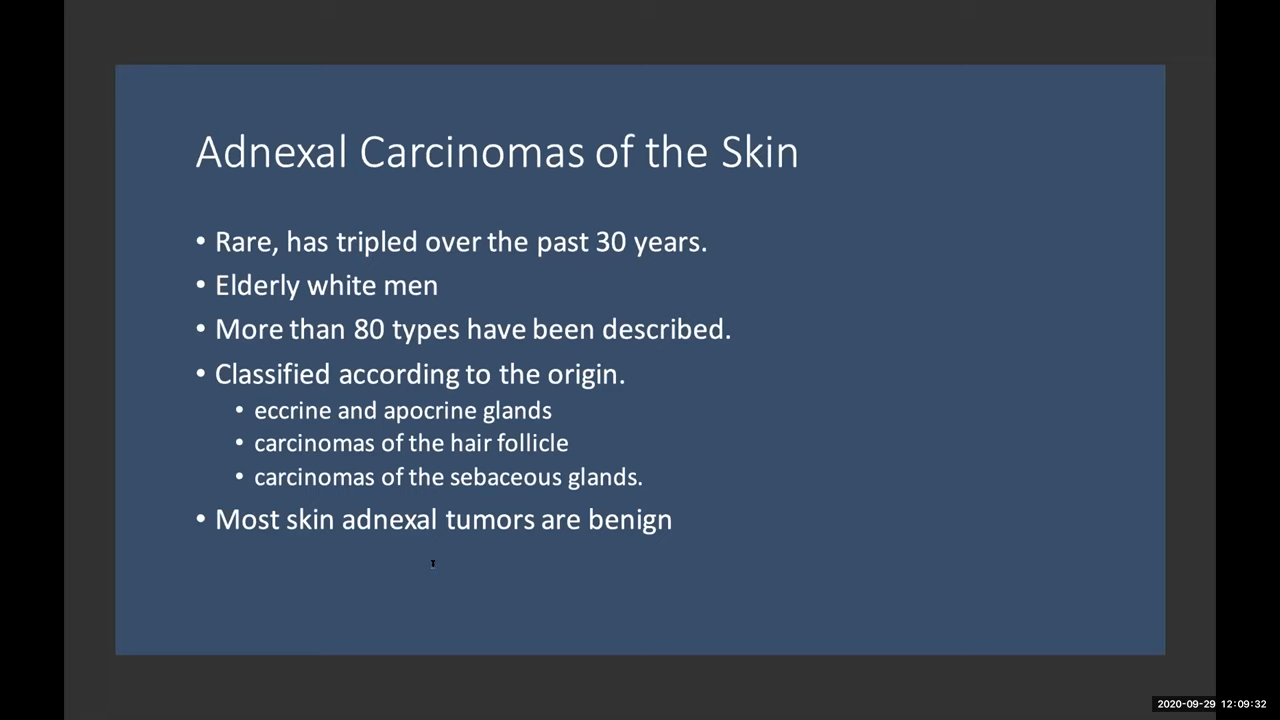 Adnexal Carcinomas of the Skin
• Rare, has tripled over the past 30 years.
• Elderly white men
• More than 80 types have been described.
• Classified according to the origin.
• eccrine and apocrine glands
• carcinomas of the hair follicle
• carcinomas of the sebaceous glands.
• Most skin adnexal tumors are benign
2020-09-29 12:09:32